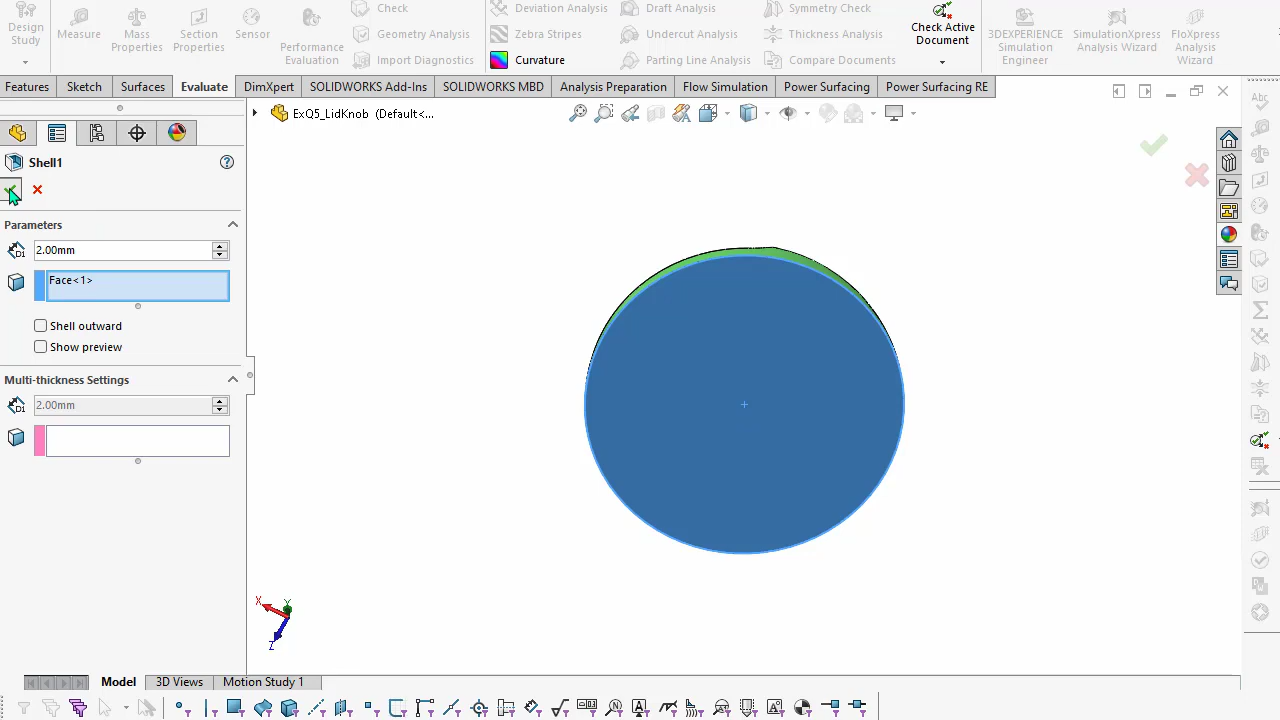 Design Study
Measure
Mass Properties
Section Properties
Sensor
Performance Evaluation
Check
Geometry Analysis
Import Diagnostics
Deviation Analysis
Zebra Stripes
Curvature
Draft Analysis
Undercut Analysis
Parting Line Analysis
Symmetry Check
Thickness Analysis
Compare Documents
Check Active Document
3DEXPERIENCE Simulation Engineer
SimulationXpress Analysis Wizard
FloXpress Analysis Wizard
Features Sketch Surfaces Evaluate DimXpert SOLIDWORKS Add-Ins SOLIDWORKS MBD Analysis Preparation Flow Simulation Power Surfacing Power Surfacing RE
ExQ5_LidKnob (Default<...
Shell1
Parameters
2.00mm
Face<1>
Shell outward
Show preview
Multi-thickness Settings
2.00mm
X
Y
Z
Model 3D Views Motion Study 1